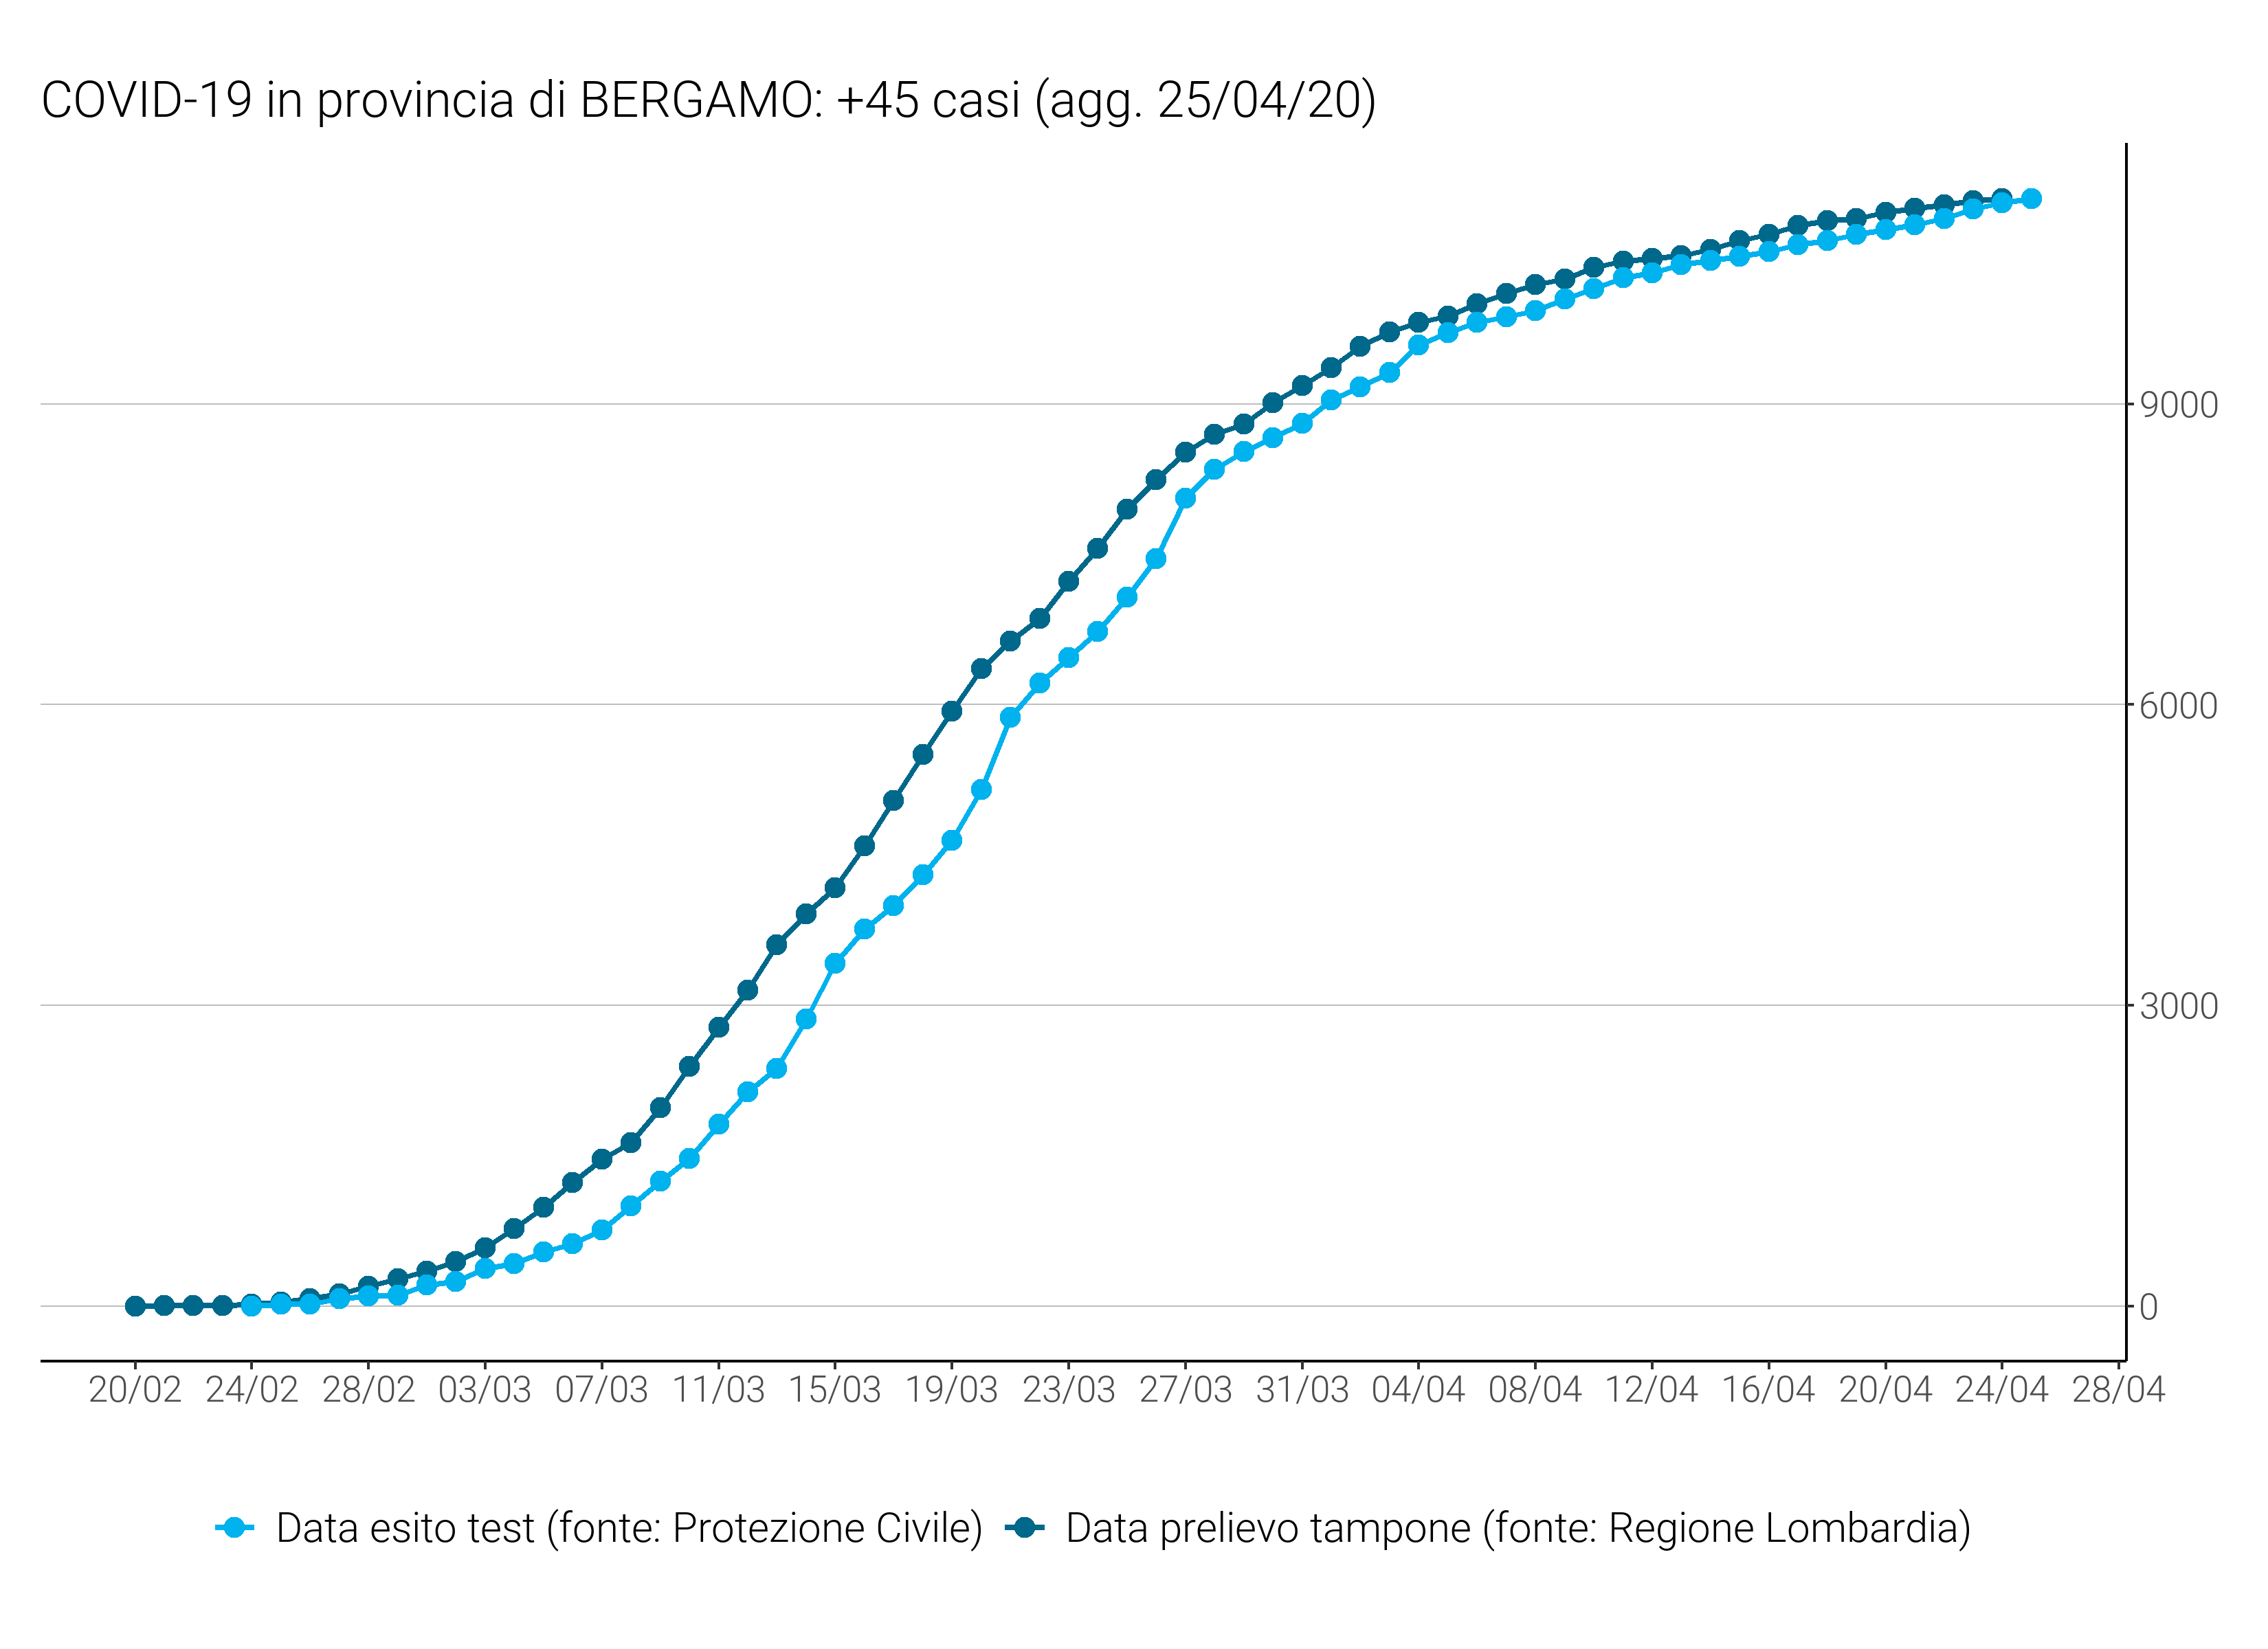 COVID-19 in provincia di BERGAMO: +45 casi (agg. 25/04/20)
9000
6000
3000
0
20/02 24/02 28/02 03/03 07/03 11/03 15/03 19/03 23/03 27/03 31/03 04/04 08/04 12/04 16/04 20/04 24/04 28/04
Data esito test (fonte: Protezione Civile) Data prelievo tampone (fonte: Regione Lombardia)